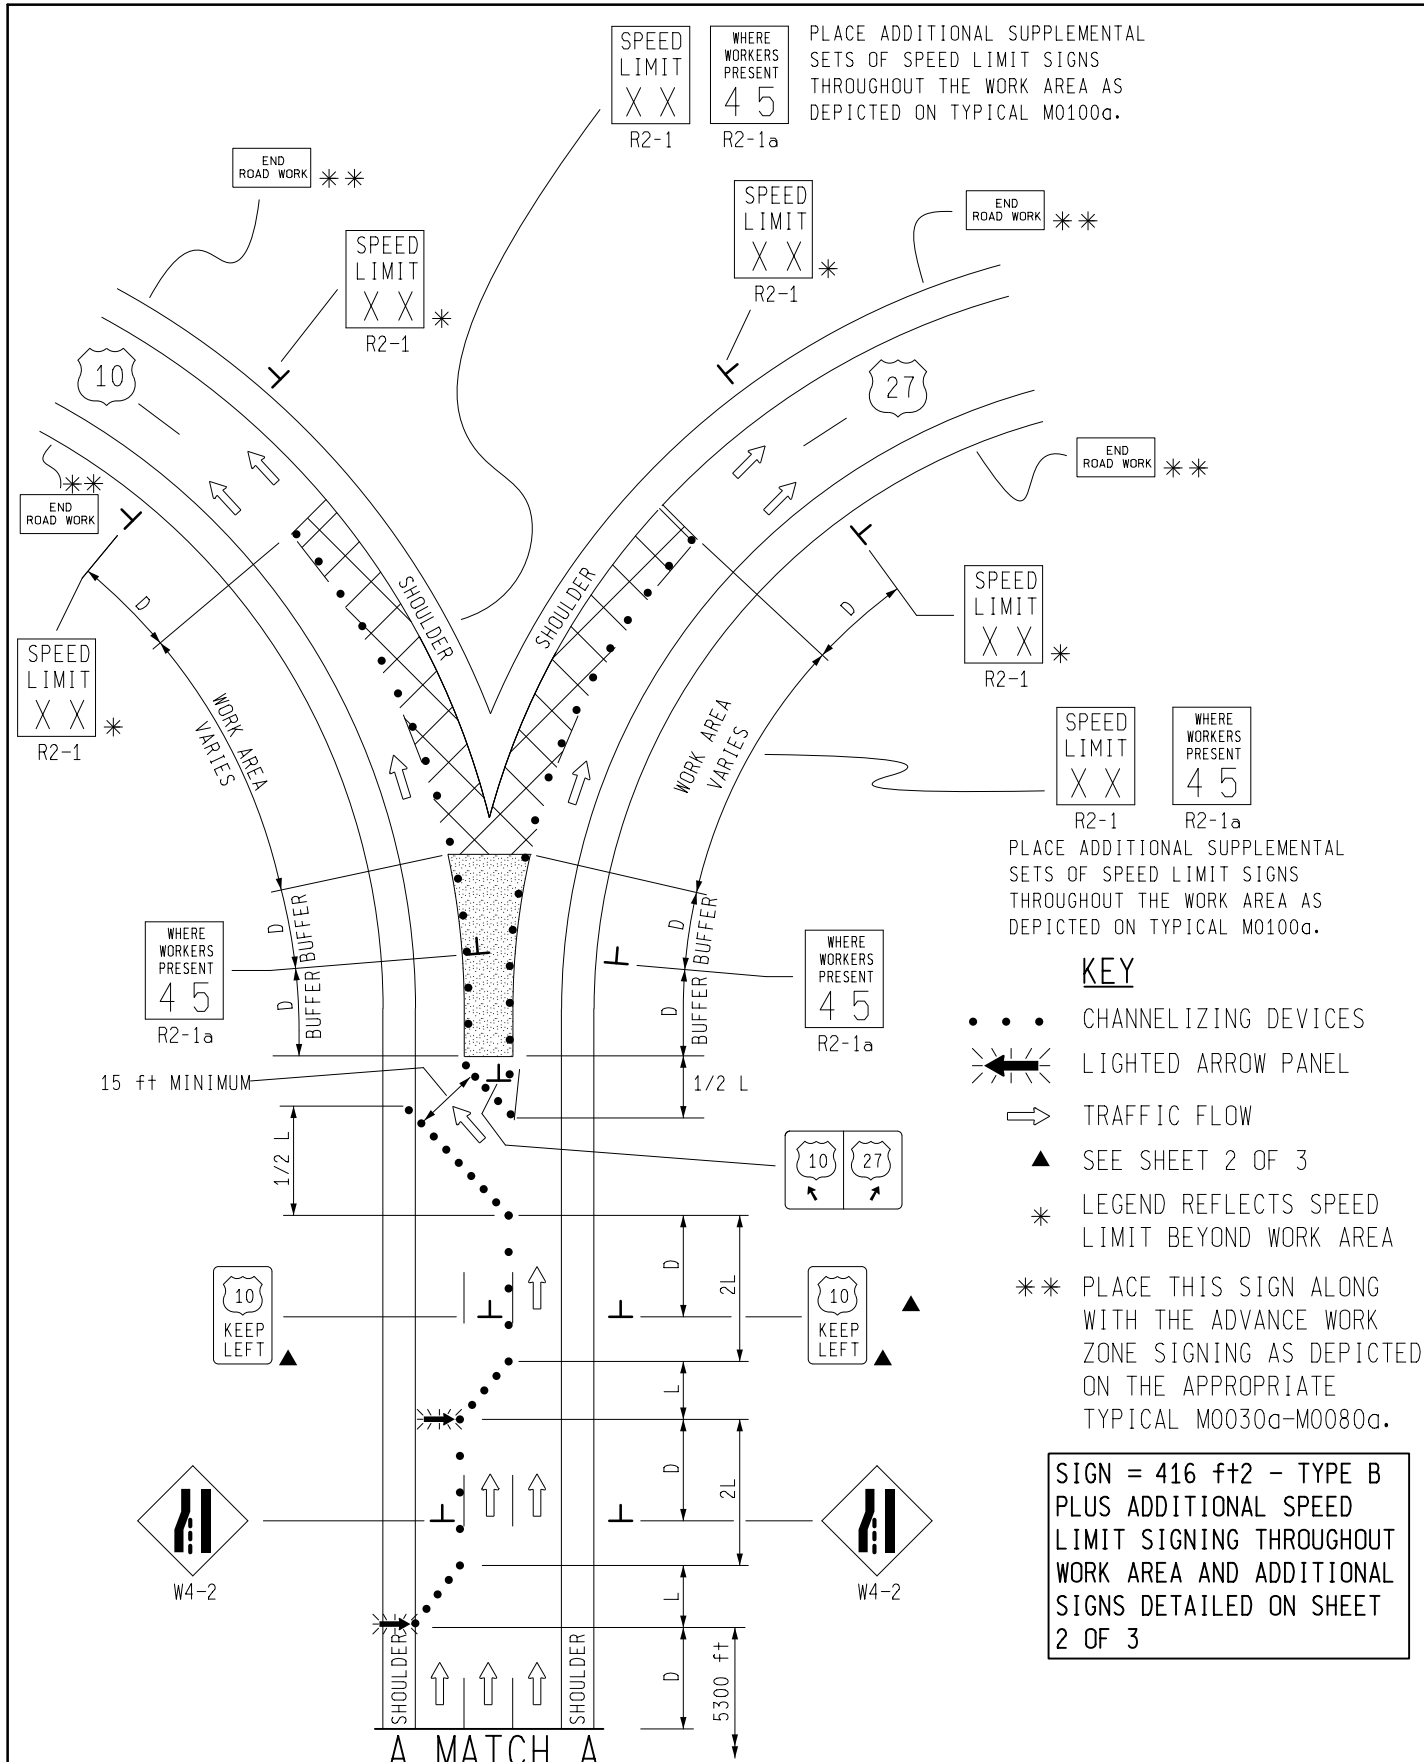 SPEED
LIMIT
X X
R2-1
WHERE
WORKERS
PRESENT
4 5
R2-1a
PLACE ADDITIONAL SUPPLEMENTAL
SETS OF SPEED LIMIT SIGNS
THROUGHOUT THE WORK AREA AS
DEPICTED ON TYPICAL M0100a.
END
ROAD WORK
**
SPEED
LIMIT
X X
*
R2-1
SPEED
LIMIT
X X
*
R2-1
END
ROAD WORK
**
10
27
END
ROAD WORK
**
**
END
ROAD WORK
SHOULDER
SHOULDER
D
D
SPEED
LIMIT
X X
*
R2-1
SPEED
LIMIT
X X
*
R2-1
WORK AREA
VARIES
WORK AREA
VARIES
SPEED
LIMIT
X X
R2-1
WHERE
WORKERS
PRESENT
4 5
R2-1a
PLACE ADDITIONAL SUPPLEMENTAL
SETS OF SPEED LIMIT SIGNS
THROUGHOUT THE WORK AREA AS
DEPICTED ON TYPICAL M0100a.
D
BUFFER
D
BUFFER
D
BUFFER
D
BUFFER
WHERE
WORKERS
PRESENT
4 5
R2-1a
WHERE
WORKERS
PRESENT
4 5
R2-1a
15 ft MINIMUM
1/2 L
1/2 L
10
27
10
KEEP
LEFT
10
KEEP
LEFT
D
2L
L
D
2L
L
D
5300 ft
W4-2
W4-2
SHOULDER
SHOULDER
A MATCH A
KEY
CHANNELIZING DEVICES
LIGHTED ARROW PANEL
TRAFFIC FLOW
SEE SHEET 2 OF 3
* LEGEND REFLECTS SPEED
LIMIT BEYOND WORK AREA
** PLACE THIS SIGN ALONG
WITH THE ADVANCE WORK
ZONE SIGNING AS DEPICTED
ON THE APPROPRIATE
TYPICAL M0030a-M0080a.
SIGN = 416 ft2 - TYPE B
PLUS ADDITIONAL SPEED
LIMIT SIGNING THROUGHOUT
WORK AREA AND ADDITIONAL
SIGNS DETAILED ON SHEET
2 OF 3